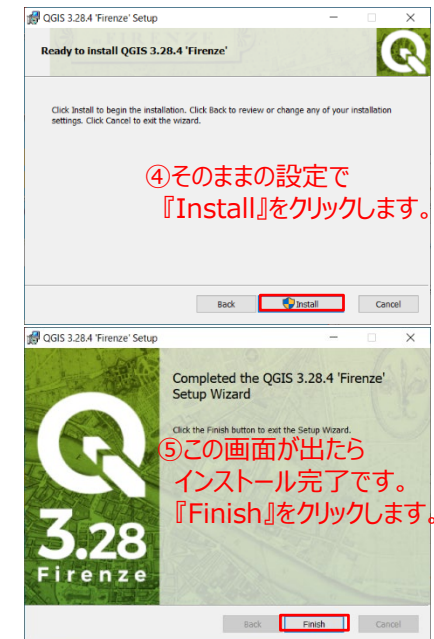 QGIS 3.28.4 'Firenze' Setup
Ready to install QGIS 3.28.4 'Firenze'
Click Install to begin the installation. Click Back to review or change any of your installation
settings. Click Cancel to exit the wizard.
④そのままの設定で
『Install』をクリックします。
Back Install Cancel
QGIS 3.28.4 'Firenze' Setup
Completed the QGIS 3.28.4 'Firenze'
Setup Wizard
Click the Finish button to exit the Setup Wizard.
⑤この画面が出たら
インストール完了です。
『Finish』をクリックします。
3.28
Firenze
Back Finish Cancel